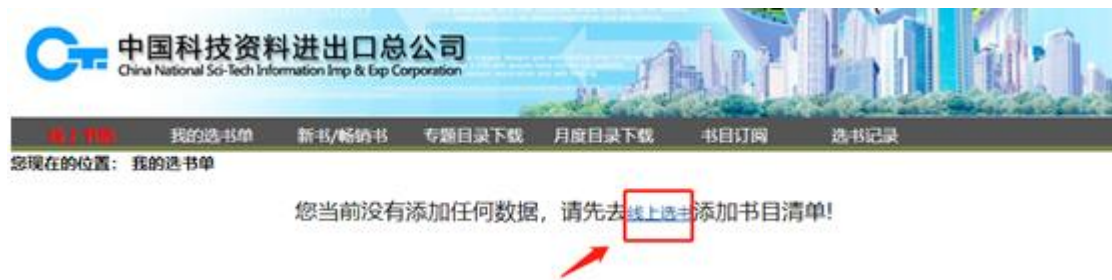 中国科技资料进出口总公司
China National Sci-Tech Information Imp & Exp Corporation
我的选书单 新书/畅销书 专题目录下载 月度目录下载 书目订阅 选书记录
您现在的位置： 我的选书单
您当前没有添加任何数据，请先去线上选书添加书目清单!